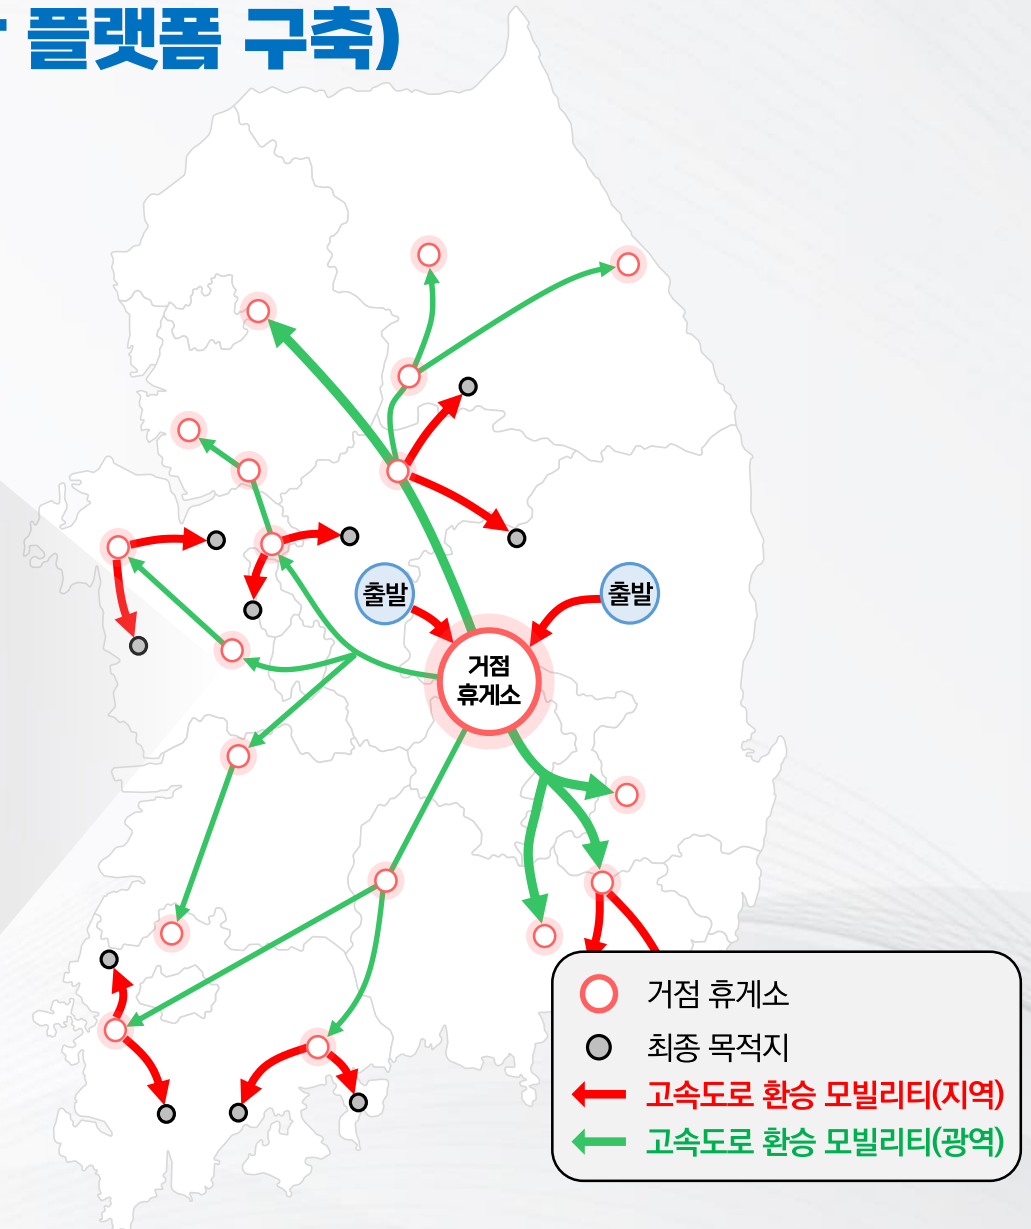 플랫폼 구축)
출발
출발
거점
휴게소
거점 휴게소
최종 목적지
고속도로 환승 모빌리티(지역)
고속도로 환승 모빌리티(광역)